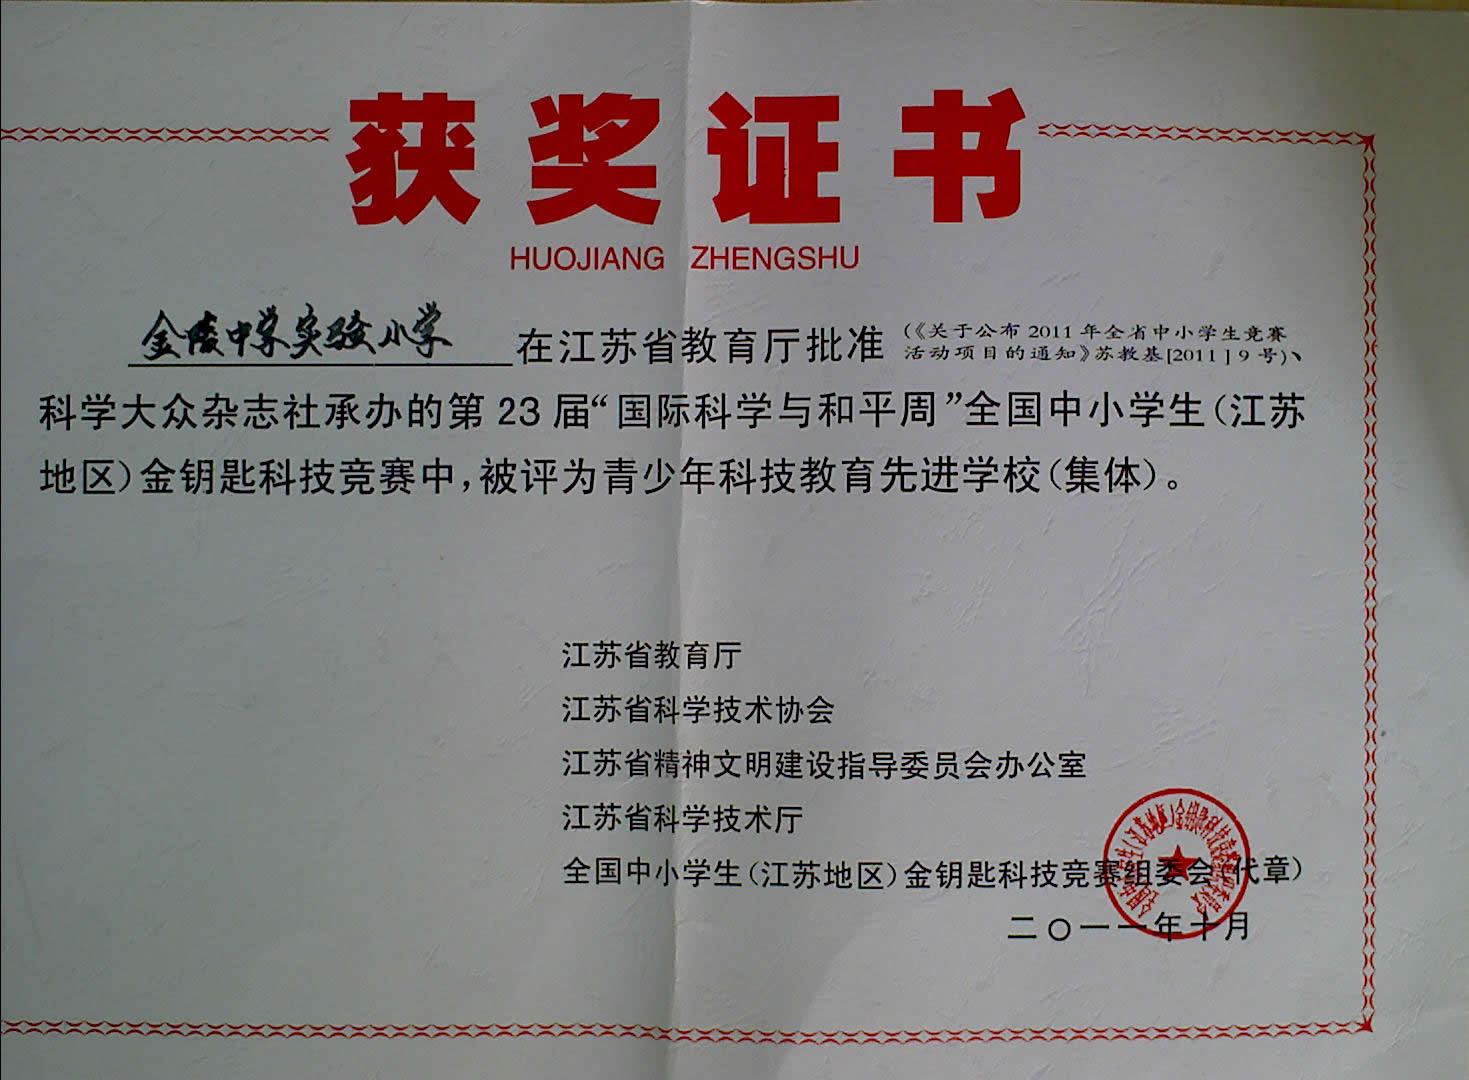 获奖证书
HUOJIANG ZHENGSHU
金陵中学实验小学在江苏省教育厅批准(《关于公布2011年全省中小学生竞赛
活动项目的通知》苏教基[2011]9号)、
科学大众杂志社承办的第23届“国际科学与和平周”全国中小学生(江苏
地区)金钥匙科技竞赛中,被评为青少年科技教育先进学校(集体)。
江苏省教育厅
江苏省科学技术协会
江苏省精神文明建设指导委员会办公室
江苏省科学技术厅
全国中小学生(江苏地区)金钥匙科技竞赛组委会(代章)
二〇一一年十月